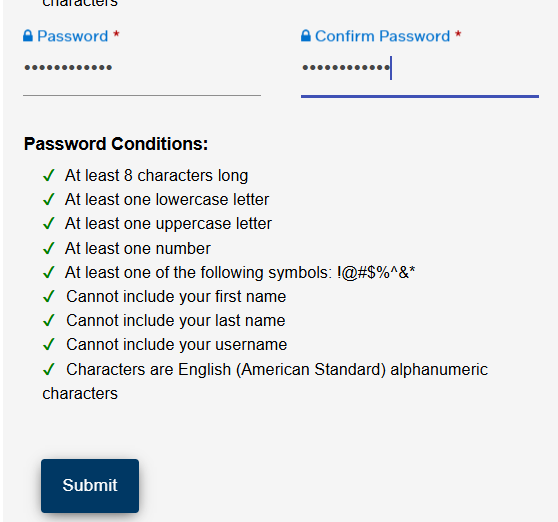 characters
Password *
Confirm Password *
••••••••••••
••••••••••••
Password Conditions:
✓ At least 8 characters long
✓ At least one lowercase letter
✓ At least one uppercase letter
✓ At least one number
✓ At least one of the following symbols: !@#$%^&*
✓ Cannot include your first name
✓ Cannot include your last name
✓ Cannot include your username
✓ Characters are English (American Standard) alphanumeric
characters
Submit